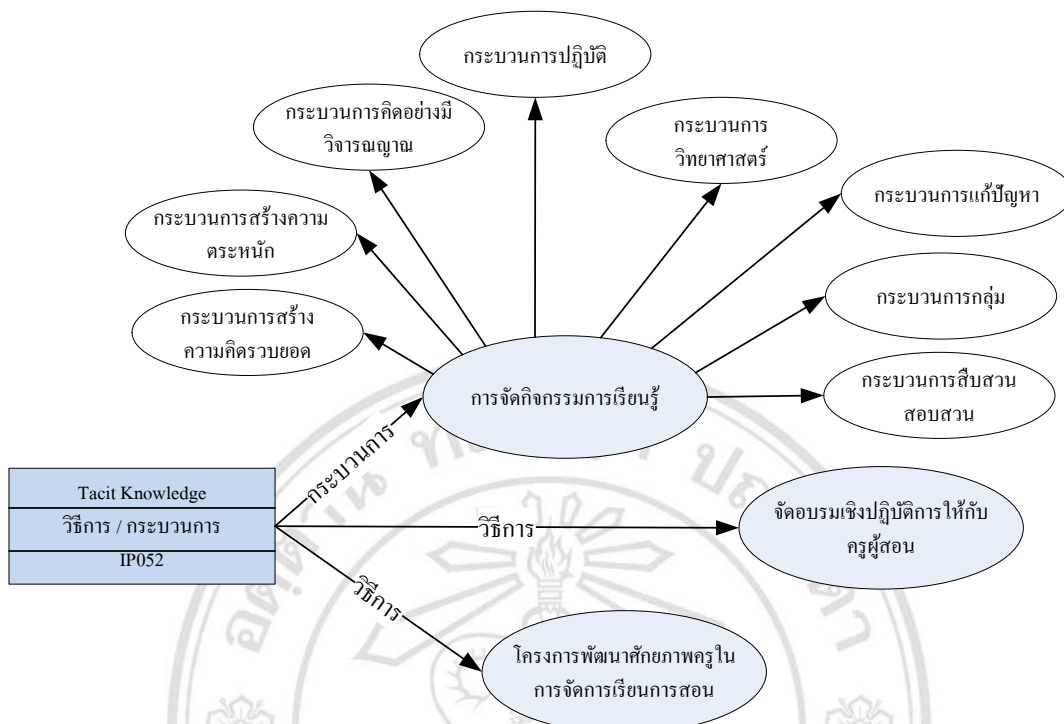 กระบวนการปฏิบัติ
กระบวนการคิดอย่างมี
วิจารณญาณ
กระบวนการ
วิทยาศาสตร์
กระบวนการแก้ปัญหา
กระบวนการสร้างความ
ตระหนัก
กระบวนการกลุ่ม
กระบวนการสร้าง
ความคิดรวบยอด
กระบวนการสืบสวน
สอบสวน
การจัดกิจกรรมการเรียนรู้
กระบวนการ
Tacit Knowledge
วิธีการ / กระบวนการ
IP052
วิธีการ
จัดอบรมเชิงปฏิบัติการให้กับ
ครูผู้สอน
วิธีการ
โครงการพัฒนาศักยภาพครูใน
การจัดการเรียนการสอน